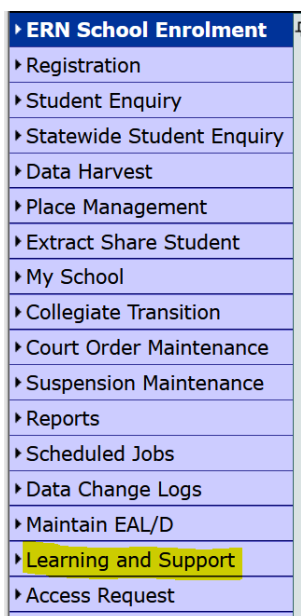 ERN School Enrolment
Registration
Student Enquiry
Statewide Student Enquiry
Data Harvest
Place Management
Extract Share Student
My School
Collegiate Transition
Court Order Maintenance
Suspension Maintenance
Reports
Scheduled Jobs
Data Change Logs
Maintain EAL/D
Learning and Support
Access Request